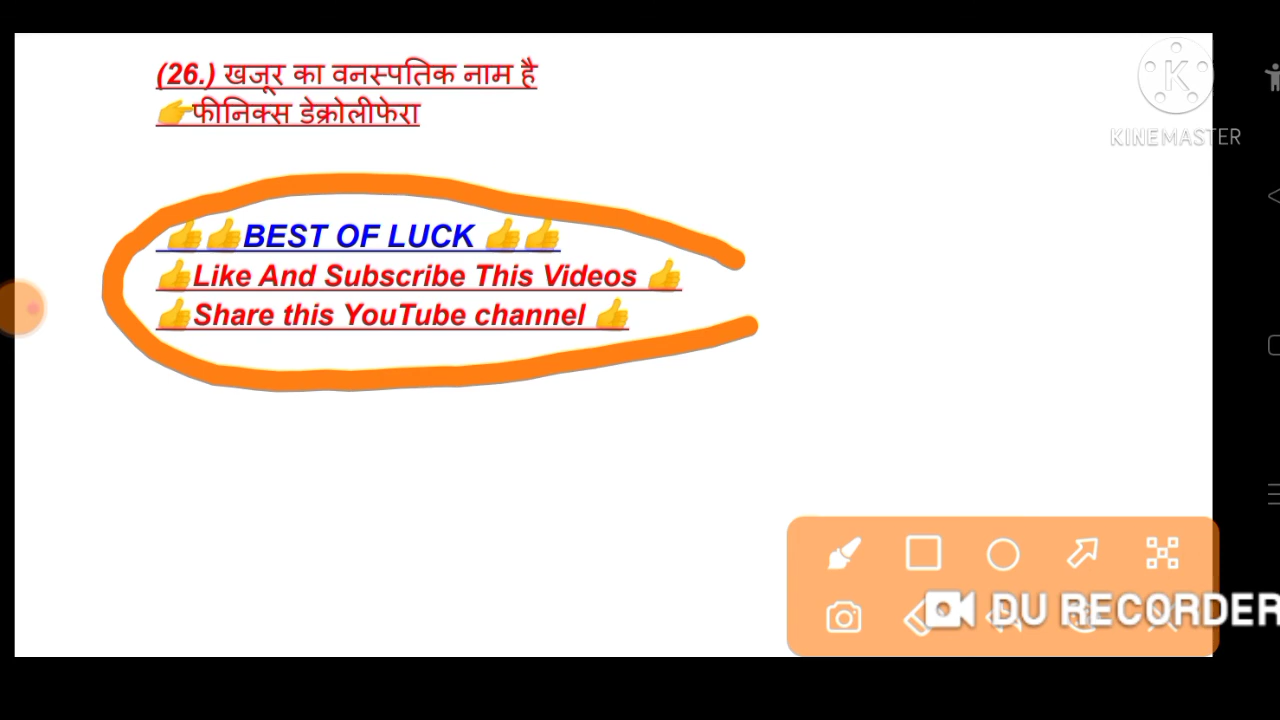 (26.) खजूर का वनस्पतिक नाम है
👉फीनिक्स डेक्रोलीफेरा
👍👍BEST OF LUCK 👍👍
👍Like And Subscribe This Videos 👍
👍Share this YouTube channel 👍
K
KINEMASTER
DU RECORDER